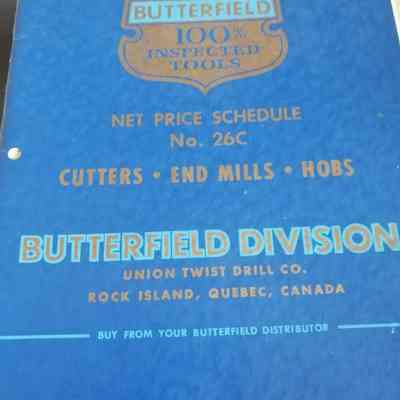 BUTTERFIELD
100%
INSPECTED
TOOLS
NET PRICE SCHEDULE
No. 26C
CUTTERS • END MILLS • HOBS
BUTTERFIELD DIVISION
UNION TWIST DRILL CO.
ROCK ISLAND, QUEBEC, CANADA
BUY FROM YOUR BUTTERFIELD DISTRIBUTOR